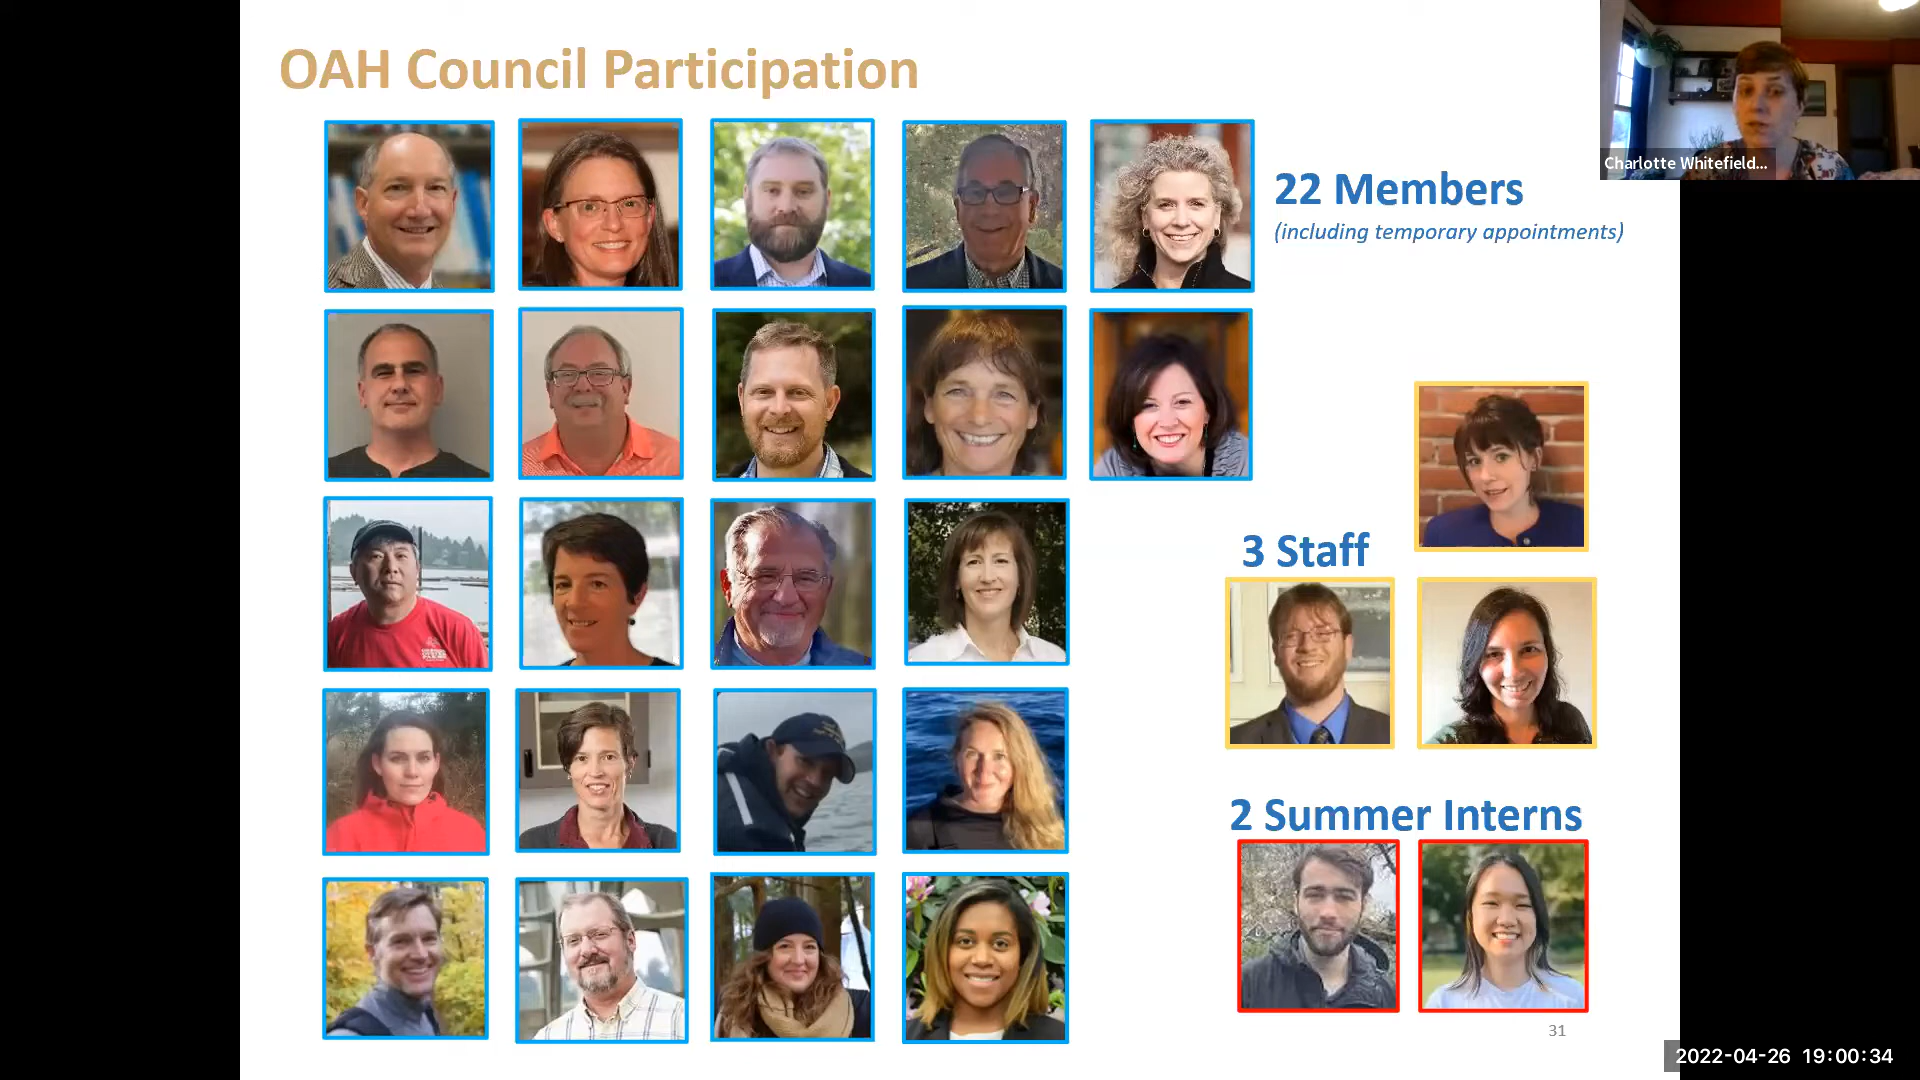 OAH Council Participation
Charlotte Whitefield...
22 Members
(including temporary appointments)
3 Staff
2 Summer Interns
31
2022-04-26 19:00:34